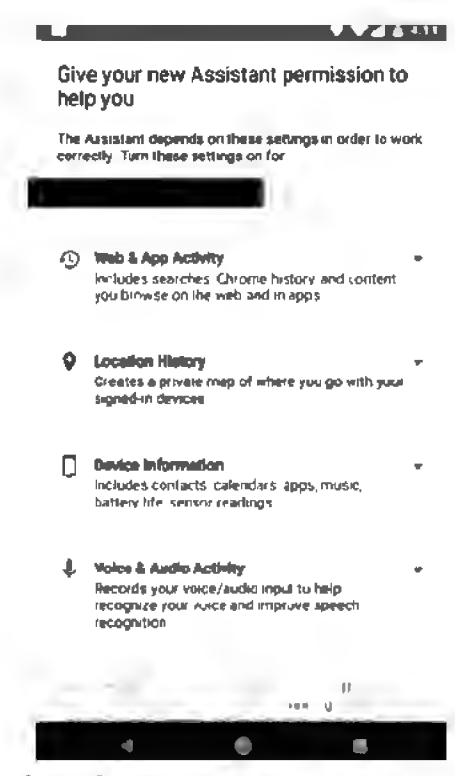 4:11
Give your new Assistant permission to
help you
The Assistant depends on these settings in order to work
correctly. Turn these settings on for
Web & App Activity
Includes searches, Chrome history, and content
you browse on the web and in apps
Location History
Creates a private map of where you go with your
signed-in devices
Device Information
Includes contacts, calendars, apps, music,
battery life, sensor readings
Voice & Audio Activity
Records your voice/audio input to help
recognize your voice and improve speech
recognition